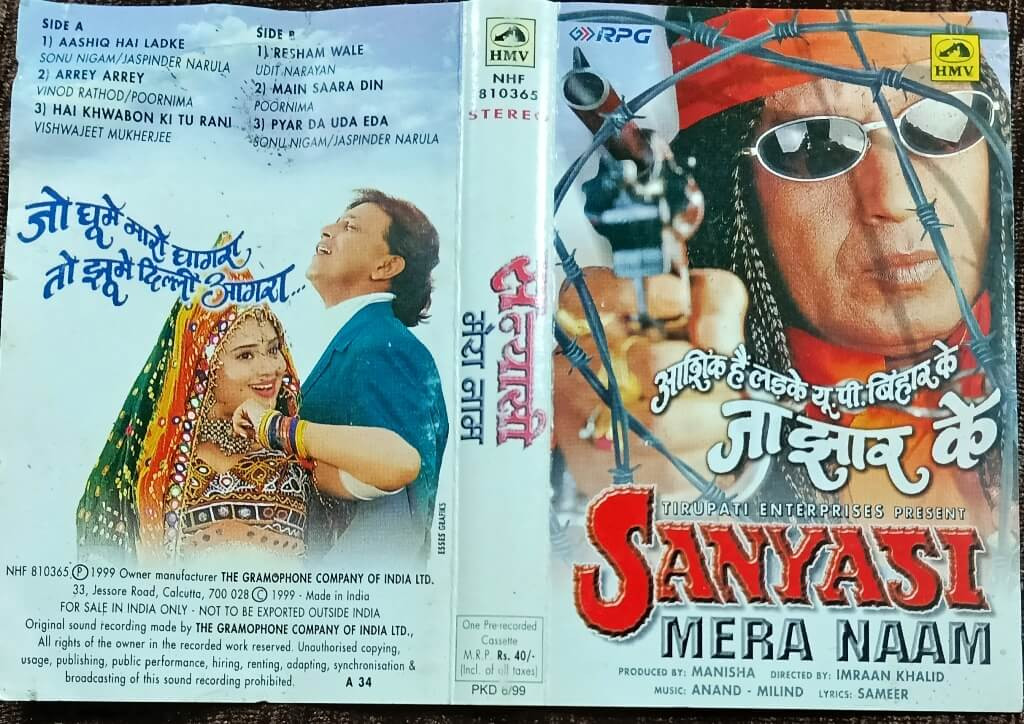 SIDE A
1) AASHIQ HAI LADKE
SONU NIGAM/JASPINDER NARULA
2) ARREY ARREY
VINOD RATHOD/POORNIMA
3) HAI KHWABON KI TU RANI
VISHWAJEET MUKHERJEE
SIDE B
1) RESHAM WALE
UDIT NARAYAN
2) MAIN SAARA DIN
POORNIMA
3) PYAR DA UDA EDA
SONU NIGAM/JASPINDER NARULA
जो घूमे मारो घागरा
तो झूमे दिल्ली आगरा...
ESSES GRAFIKS
NHF 810365 Ⓟ 1999 Owner manufacturer THE GRAMOPHONE COMPANY OF INDIA LTD.
33, Jessore Road, Calcutta, 700 028 © 1999 - Made in India
FOR SALE IN INDIA ONLY - NOT TO BE EXPORTED OUTSIDE INDIA
Original sound recording made by THE GRAMOPHONE COMPANY OF INDIA LTD.,
All rights of the owner in the recorded work reserved. Unauthorised copying,
usage, publishing, public performance, hiring, renting, adapting, synchronisation &
broadcasting of this sound recording prohibited.
A 34
HMV
NHF
810365
STEREO
सन्यासी
मेरा नाम
One Pre-recorded
Cassette
M.R.P. Rs. 40/-
(Incl. of all taxes)
PKD 6/99
RPG
HMV
आशिक हैं लड़के यू.पी. बिहार के
जा झार के
TIRUPATI ENTERPRISES PRESENT
SANYASI
MERA NAAM
PRODUCED BY: MANISHA DIRECTED BY: IMRAAN KHALID
MUSIC: ANAND - MILIND LYRICS: SAMEER